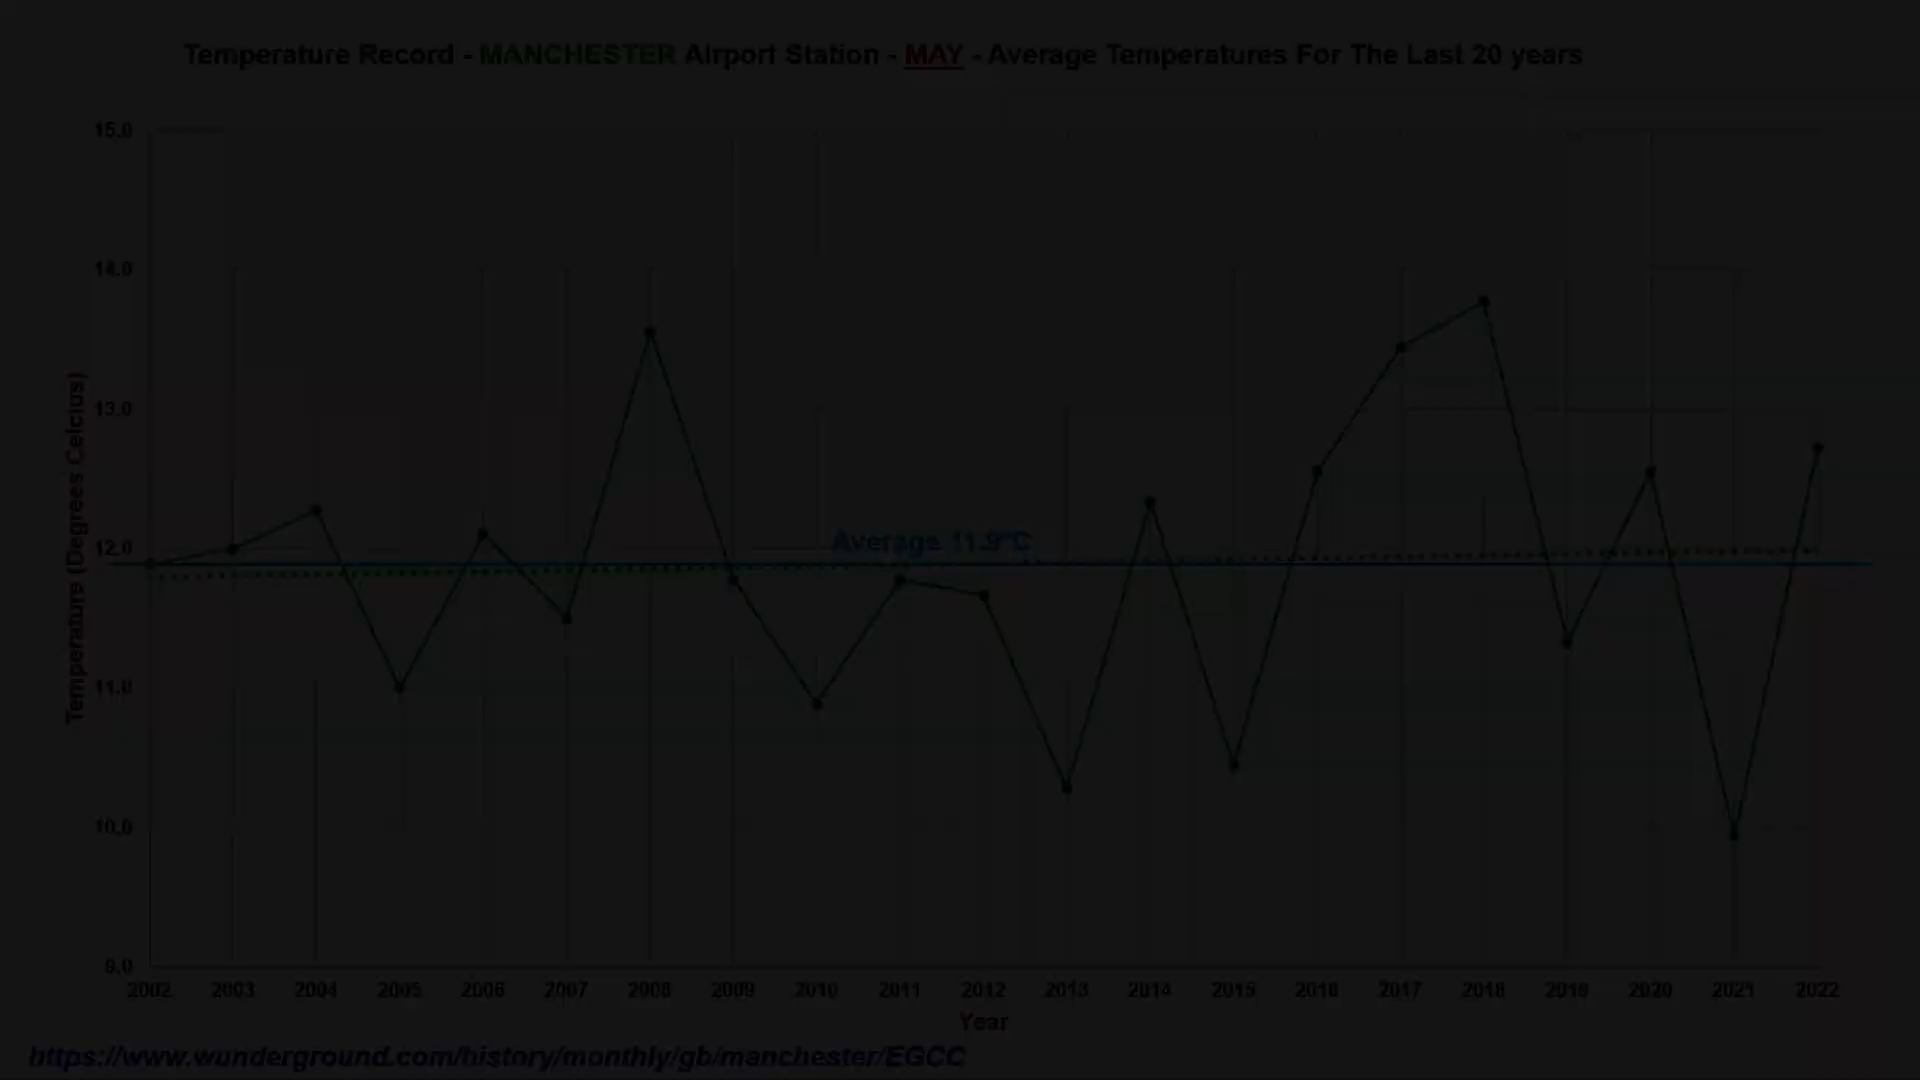 Temperature Record - MANCHESTER Airport Station - MAY - Average Temperatures For The Last 20 years
15.0
14.0
13.0
12.0
11.0
10.0
9.0
Temperature (Degrees Celcius)
Average 11.9°C
2002 2003 2004 2005 2006 2007 2008 2009 2010 2011 2012 2013 2014 2015 2016 2017 2018 2019 2020 2021 2022
Year
https://www.wunderground.com/history/monthly/gb/manchester/EGCC